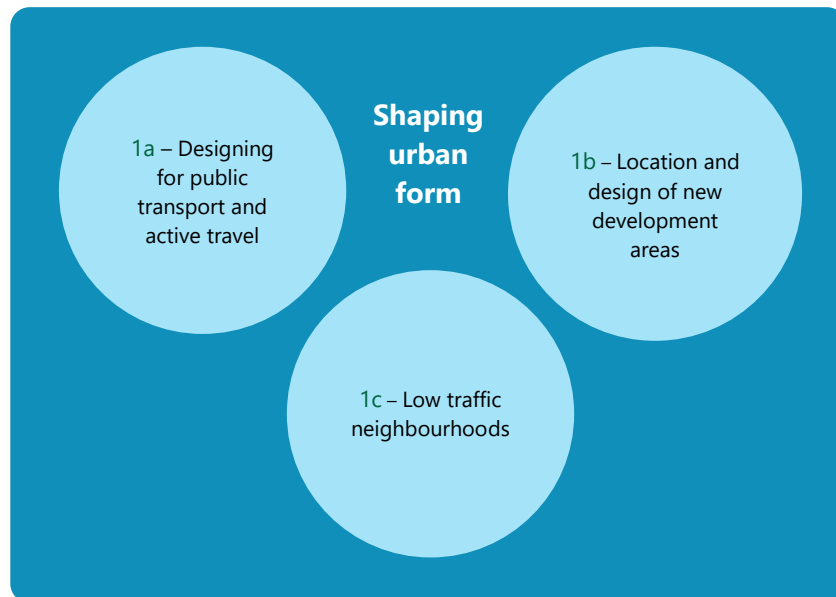 Shaping
urban
form
1a – Designing
for public
transport and
active travel
1b – Location and
design of new
development
areas
1c – Low traffic
neighbourhoods